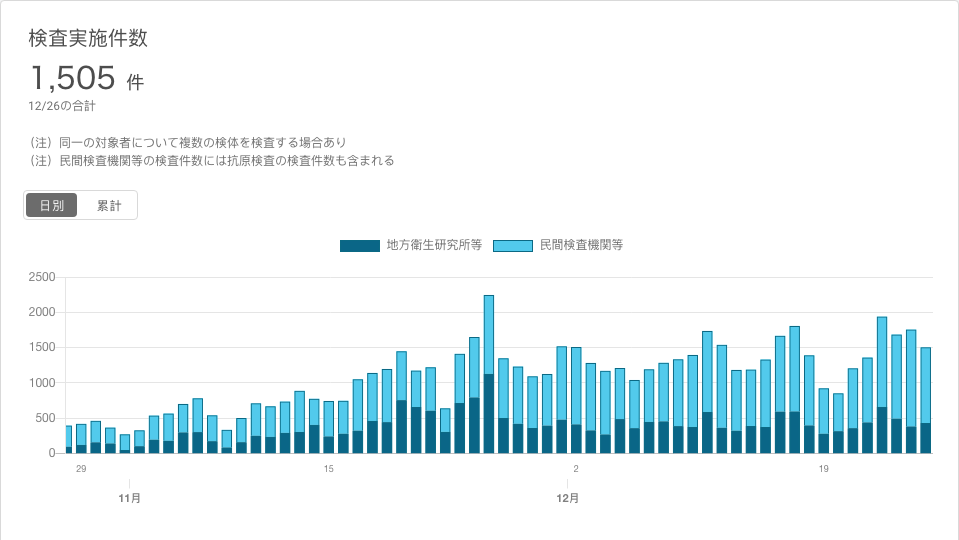 検査実施件数
1,505 件
12/26の合計
（注）同一の対象者について複数の検体を検査する場合あり
（注）民間検査機関等の検査件数には抗原検査の検査件数も含まれる
日別 累計
地方衛生研究所等 民間検査機関等
2500
2000
1500
1000
500
0
29 15 2 19
11月 12月